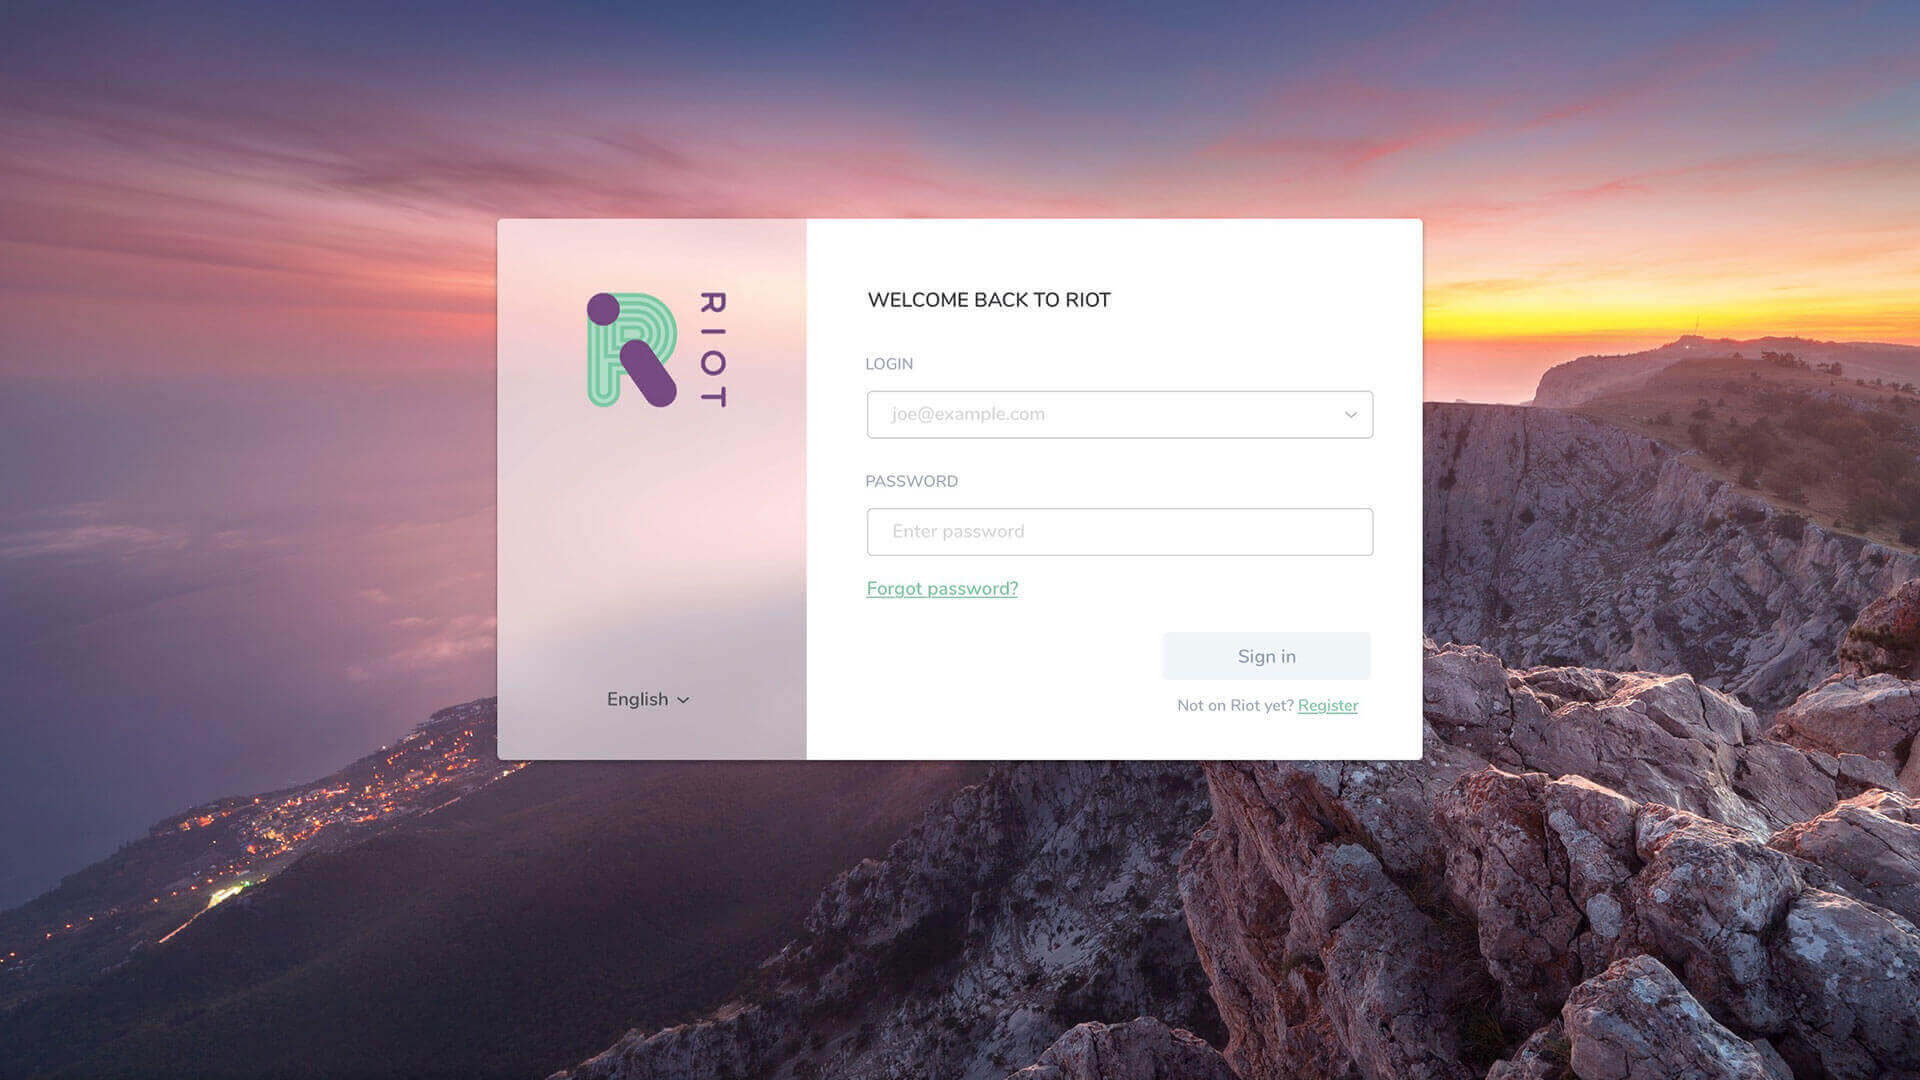 RIOT
English
WELCOME BACK TO RIOT
LOGIN
joe@example.com
PASSWORD
Enter password
Forgot password?
Sign in
Not on Riot yet? Register